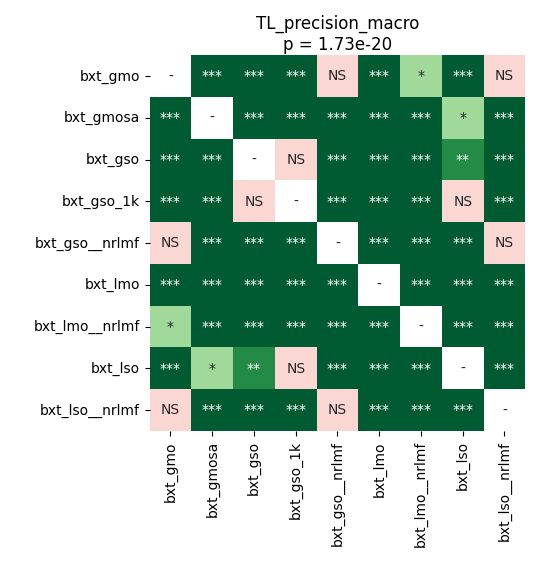 TL_precision_macro
p = 1.73e-20
bxt_gmo - *** *** *** NS *** * *** NS
bxt_gmosa *** - *** *** *** *** *** * ***
bxt_gso *** *** - NS *** *** *** ** ***
bxt_gso_1k *** *** NS - *** *** *** NS ***
bxt_gso__nrlmf NS *** *** *** - *** *** *** NS
bxt_lmo *** *** *** *** *** - *** *** ***
bxt_lmo__nrlmf * *** *** *** *** *** - *** ***
bxt_lso *** * ** NS *** *** *** - ***
bxt_lso__nrlmf NS *** *** *** NS *** *** *** -
bxt_gmo
bxt_gmosa
bxt_gso
bxt_gso_1k
bxt_gso__nrlmf
bxt_lmo
bxt_lmo__nrlmf
bxt_lso
bxt_lso__nrlmf